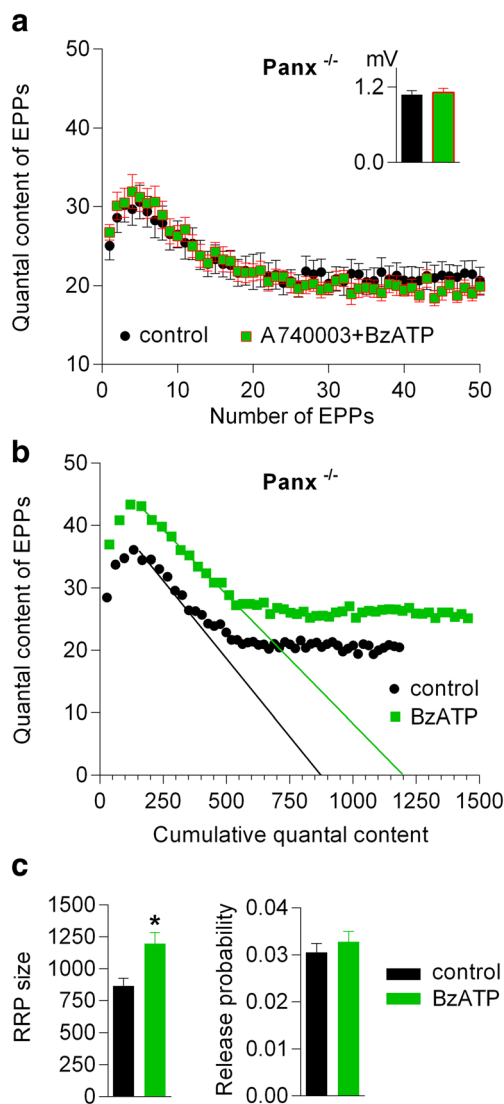 a
Quantal content of EPPs
50
40
30
20
10
Panx -/-
mV
1.2
0.0
control
A740003+BzATP
0 10 20 30 40 50
Number of EPPs
b
Quantal content of EPPs
50
40
30
20
10
0
Panx -/-
control
BzATP
0 250 500 750 1000 1250 1500
Cumulative quantal content
c
RRP size
1500
1250
1000
750
500
250
0
*
Release probability
0.04
0.03
0.02
0.01
0.00
control
BzATP